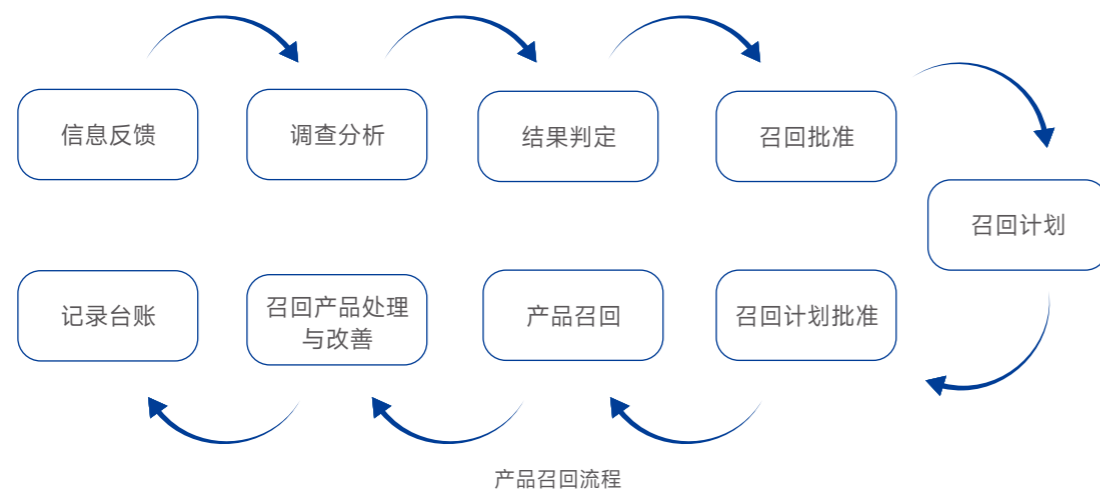 信息反馈
调查分析
结果判定
召回批准
召回计划
召回计划批准
产品召回
召回产品处理
与改善
记录台账
产品召回流程